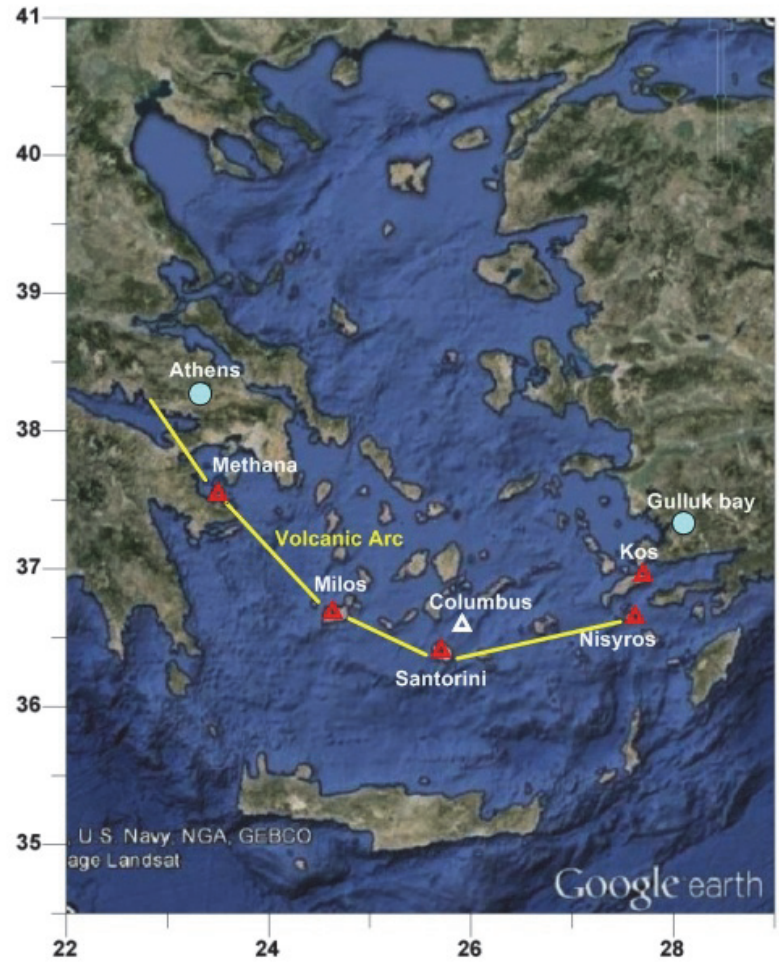 41
40
39
38
37
36
35
Athens
Methana
Gulluk bay
Volcanic Arc
Kos
Milos
Columbus
Nisyros
Santorini
, U S. Navy, NGA, GEBCO
age Landsat
Google earth
22 24 26 28